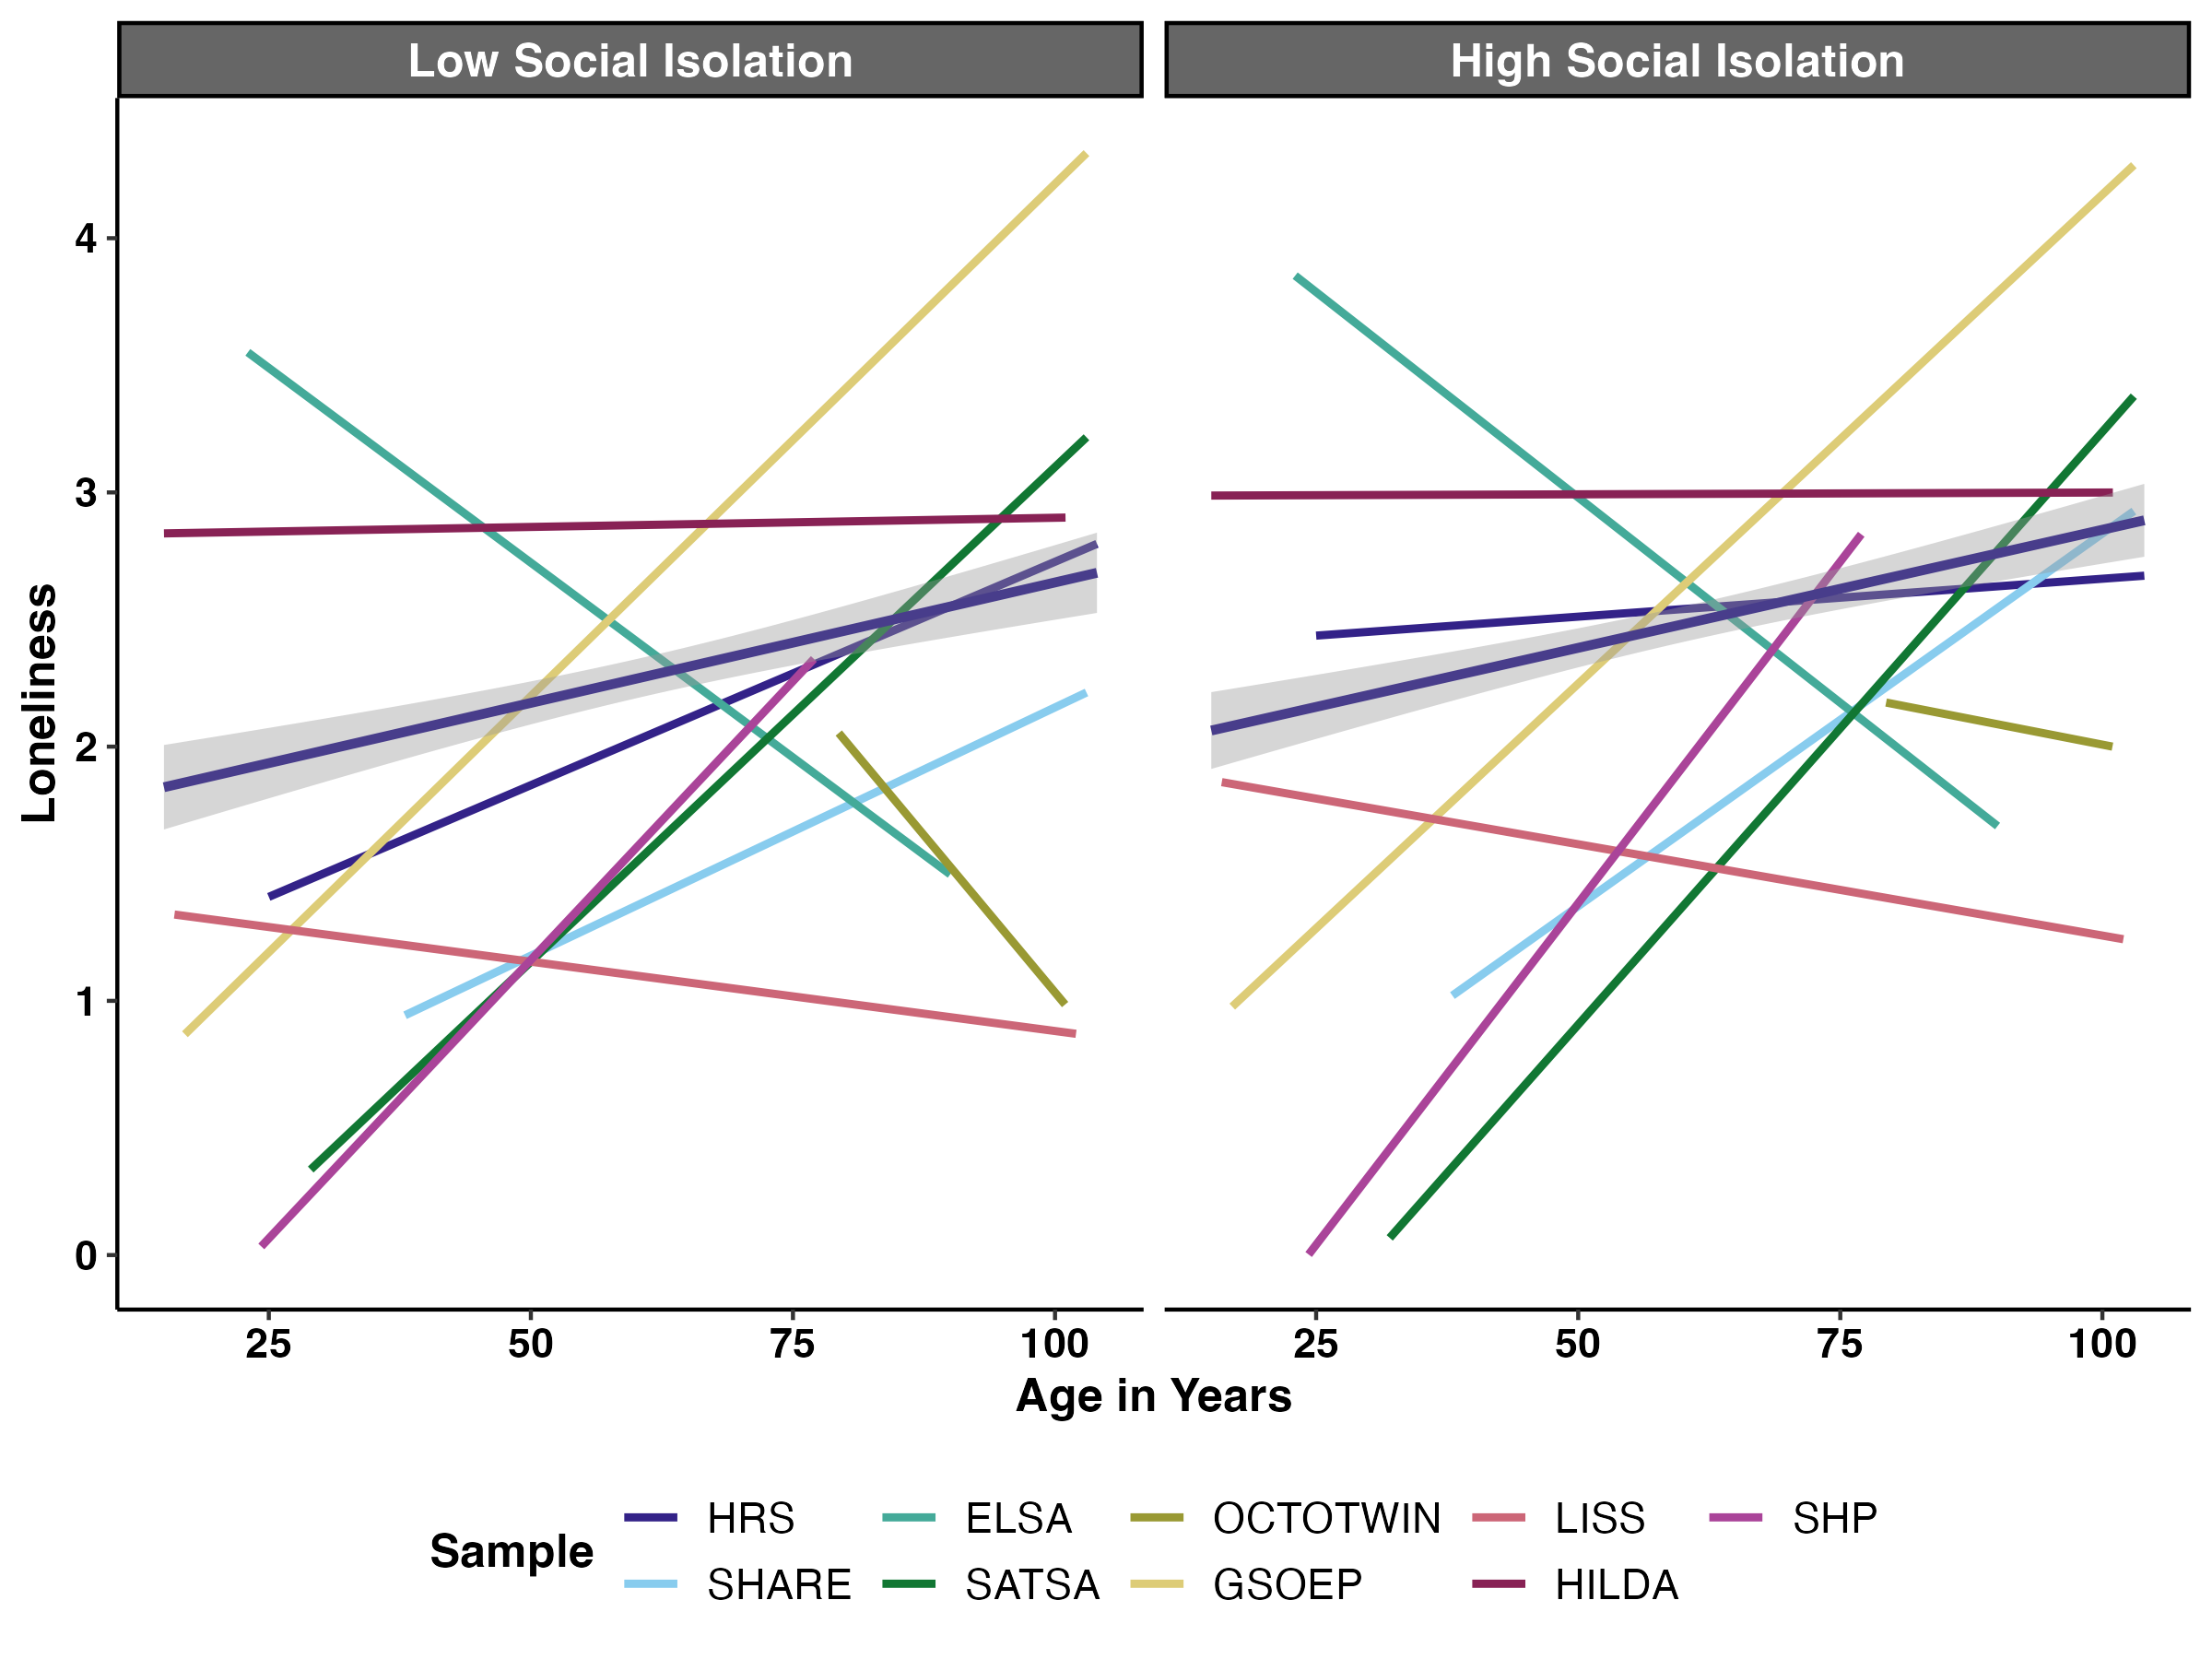 Low Social Isolation
High Social Isolation
Loneliness
4
3
2
1
0
25 50 75 100
25 50 75 100
Age in Years
Sample
HRS ELSA OCTOTWIN LISS SHP
SHARE SATSA GSOEP HILDA